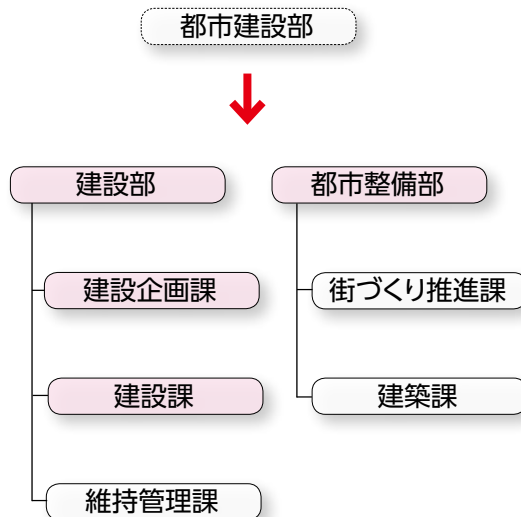 都市建設部
建設部
建設企画課
建設課
維持管理課
都市整備部
街づくり推進課
建築課